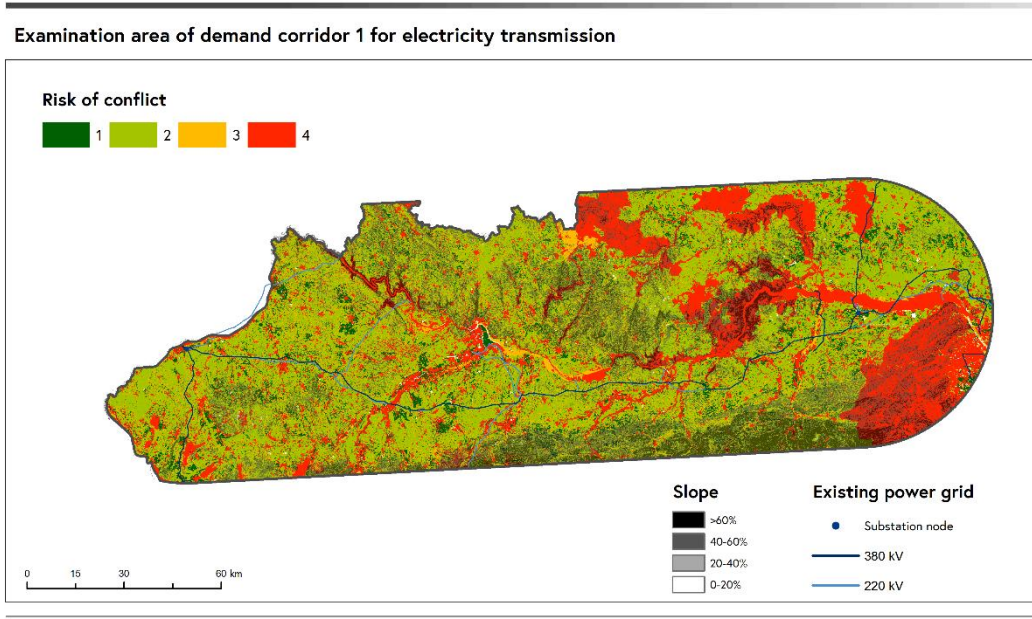 Examination area of demand corridor 1 for electricity transmission
Risk of conflict
1 2 3 4
Slope
>60%
40-60%
20-40%
0-20%
Existing power grid
Substation node
380 kV
220 kV
0 15 30 60 km